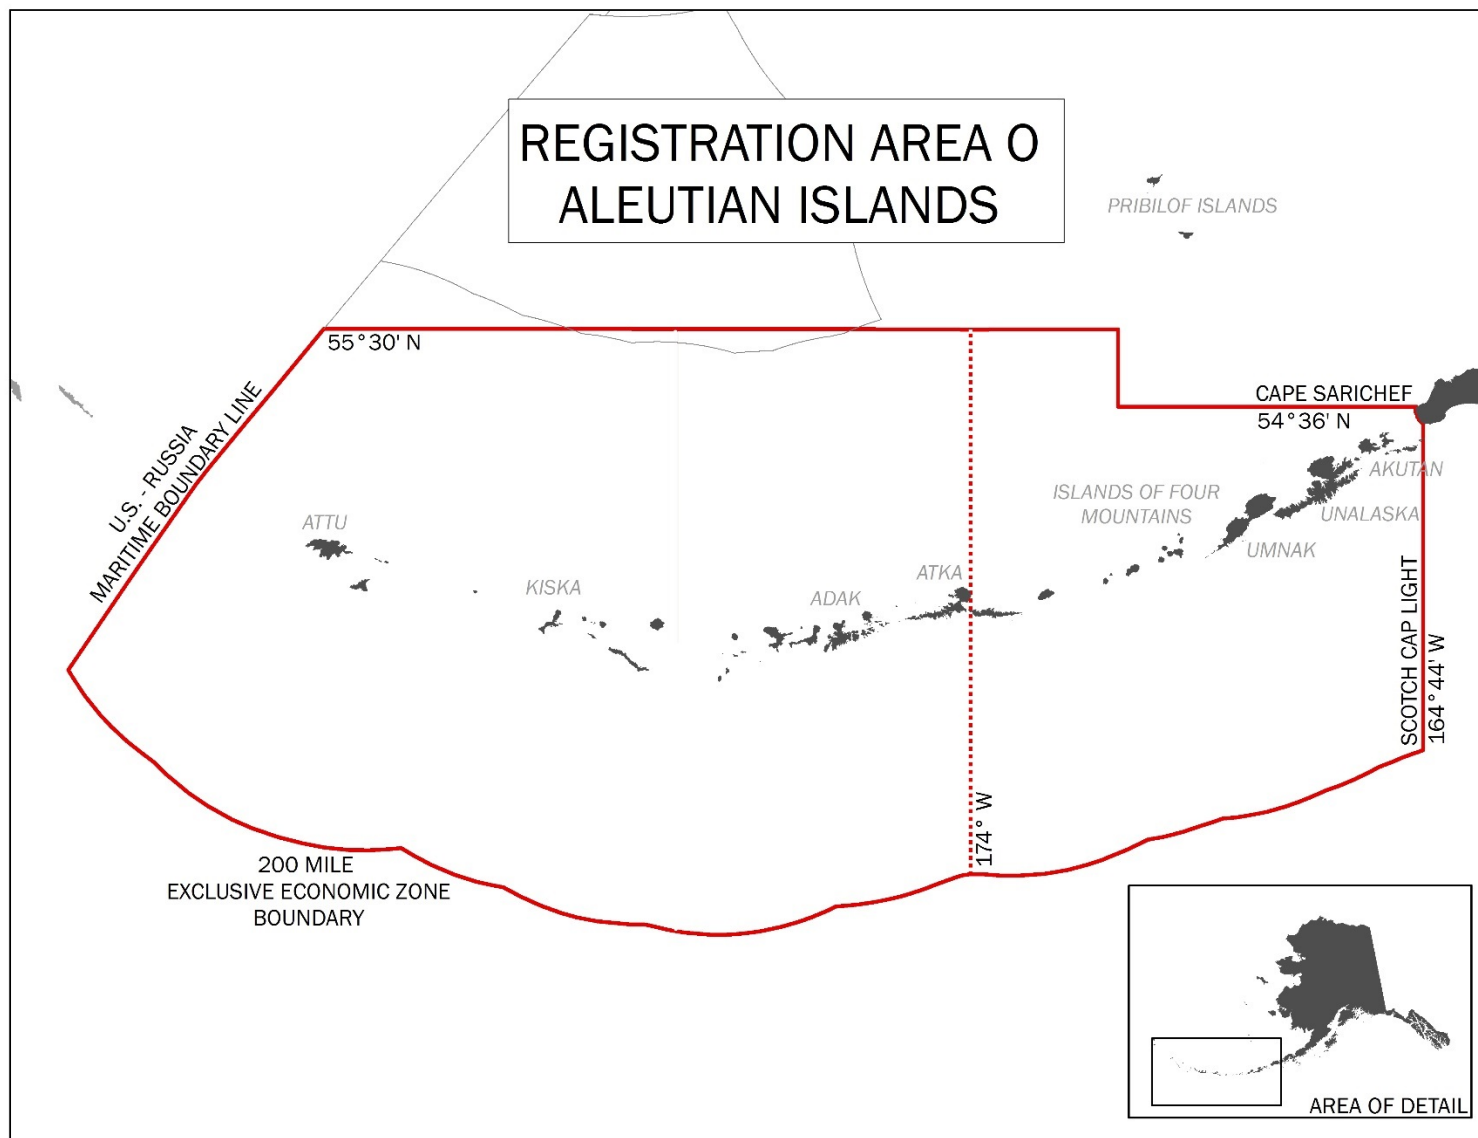 REGISTRATION AREA O
ALEUTIAN ISLANDS
PRIBILOF ISLANDS
55°30' N
CAPE SARICHEF
54°36' N
U.S. - RUSSIA
MARITIME BOUNDARY LINE
AKUTAN
ISLANDS OF FOUR
MOUNTAINS
UNALASKA
ATTU
UMNAK
KISKA
ADAK
ATKA
SCOTCH CAP LIGHT
164°44' W
174° W
200 MILE
EXCLUSIVE ECONOMIC ZONE
BOUNDARY
AREA OF DETAIL